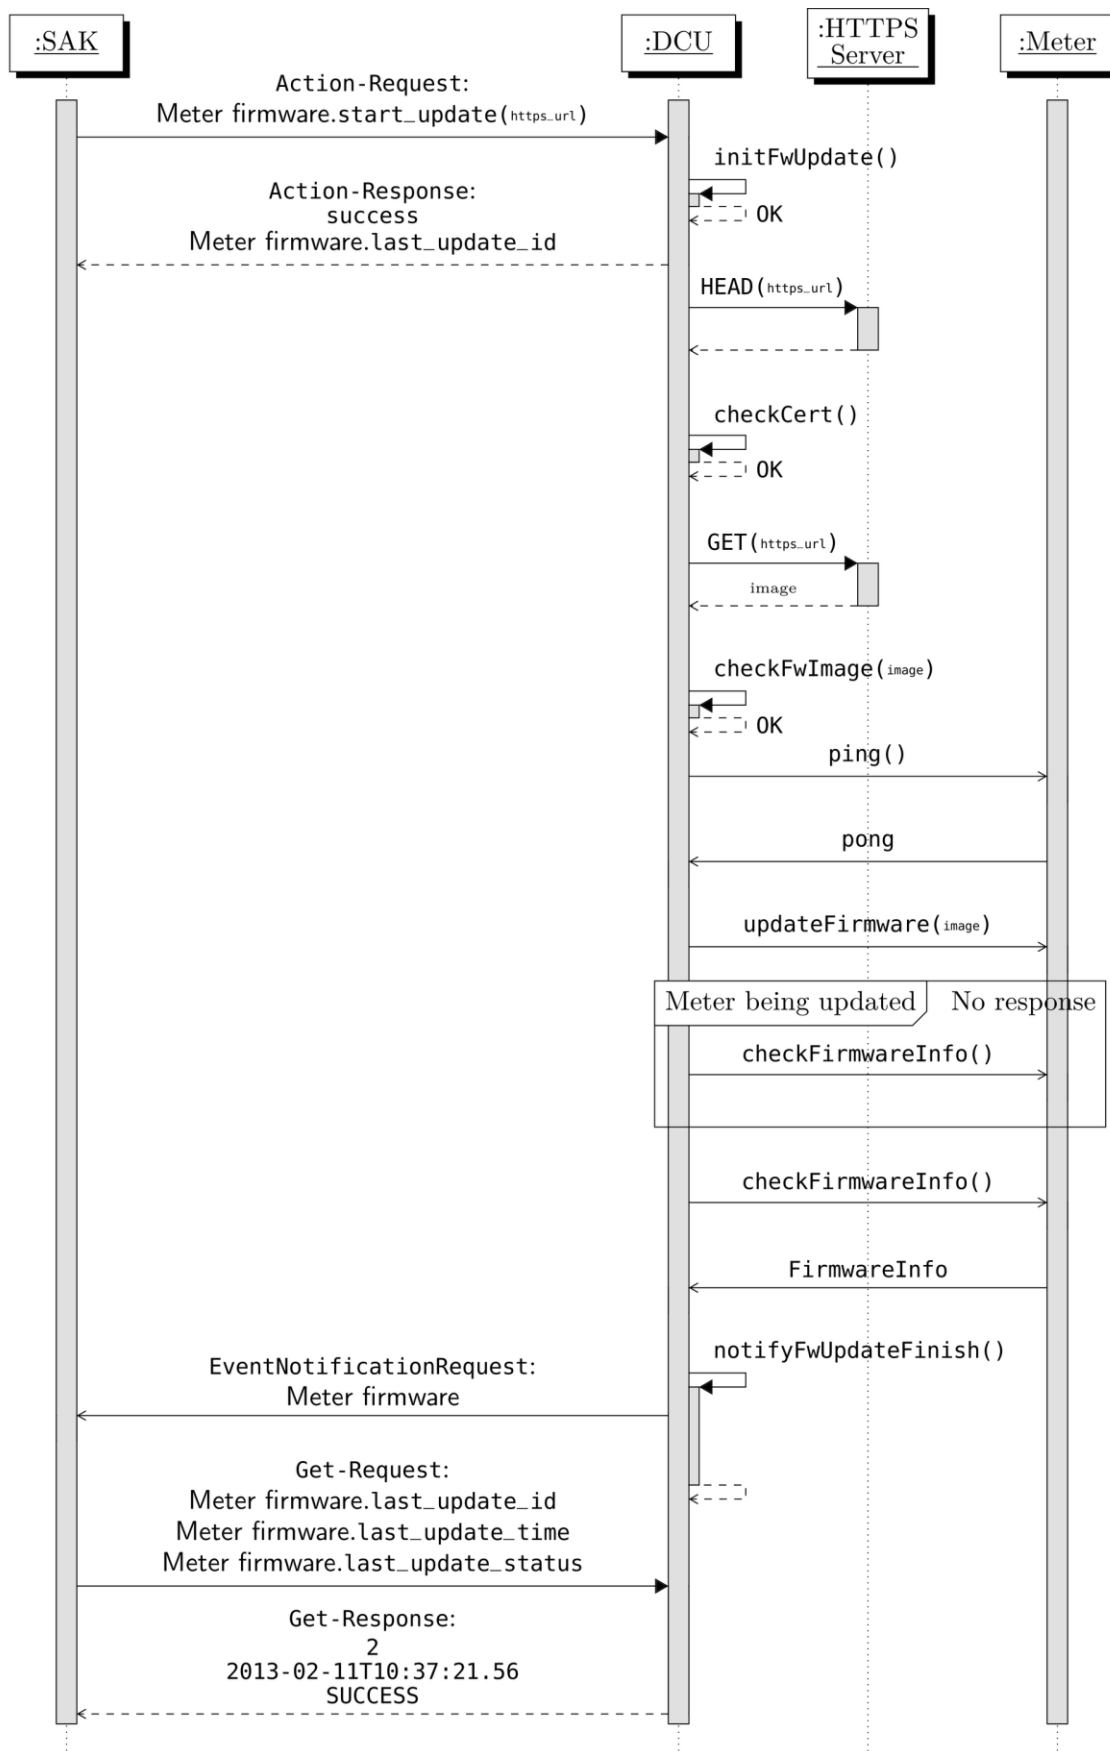 :SAK
:DCU
:HTTPS
Server
:Meter
Action-Request:
Meter firmware.start_update(https_url)
initFwUpdate()
OK
Action-Response:
success
Meter firmware.last_update_id
HEAD(https_url)
checkCert()
OK
GET(https_url)
image
checkFwImage(image)
OK
ping()
pong
updateFirmware(image)
Meter being updated
No response
checkFirmwareInfo()
checkFirmwareInfo()
FirmwareInfo
notifyFwUpdateFinish()
EventNotificationRequest:
Meter firmware
Get-Request:
Meter firmware.last_update_id
Meter firmware.last_update_time
Meter firmware.last_update_status
Get-Response:
2
2013-02-11T10:37:21.56
SUCCESS